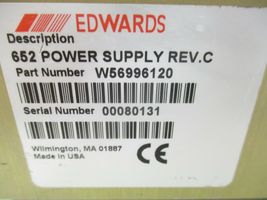 EDWARDS
Description
652 POWER SUPPLY REV.C
Part Number W56996120
Serial Number 00080131
Wilmington, MA 01887
Made in USA
CE